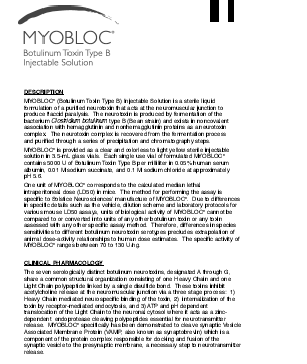 MYOBLOC®
Botulinum Toxin Type B
Injectable Solution
DESCRIPTION
MYOBLOC® (Botulinum Toxin Type B) Injectable Solution is a sterile liquid
formulation of a purified neurotoxin that acts at the neuromuscular junction to
produce flaccid paralysis. The neurotoxin is produced by fermentation of the
bacterium Clostridium botulinum type B (Bean strain) and exists in noncovalent
association with hemagglutinin and nonhemagglutinin proteins as a neurotoxin
complex. The neurotoxin complex is recovered from the fermentation process
and purified through a series of precipitation and chromatography steps.
MYOBLOC® is provided as a clear and colorless to light yellow sterile injectable
solution in 3.5-mL glass vials. Each single use vial of formulated MYOBLOC®
contains 5000 U of Botulinum Toxin Type B per milliliter in 0.05% human serum
albumin, 0.01 M sodium succinate, and 0.1 M sodium chloride at approximately
pH 5.6.
One unit of MYOBLOC® corresponds to the calculated median lethal
intraperitoneal dose (LD50) in mice. The method for performing the assay is
specific to Solstice Neurosciences' manufacture of MYOBLOC®. Due to differences
in specific details such as the vehicle, dilution scheme and laboratory protocols for
various mouse LD50 assays, units of biological activity of MYOBLOC® cannot be
compared to or converted into units of any other botulinum toxin or any toxin
assessed with any other specific assay method. Therefore, differences in species
sensitivities to different botulinum neurotoxin serotypes preclude extrapolation of
animal dose-activity relationships to human dose estimates. The specific activity of
MYOBLOC® ranges between 70 to 130 U/ng.
CLINICAL PHARMACOLOGY
The seven serologically distinct botulinum neurotoxins, designated A through G,
share a common structural organization consisting of one Heavy Chain and one
Light Chain polypeptide linked by a single disulfide bond. These toxins inhibit
acetylcholine release at the neuromuscular junction via a three stage process: 1)
Heavy Chain mediated neurospecific binding of the toxin, 2) internalization of the
toxin by receptor-mediated endocytosis, and 3) ATP and pH dependent
translocation of the Light Chain to the neuronal cytosol where it acts as a zinc-
dependent endoprotease cleaving polypeptides essential for neurotransmitter
release. MYOBLOC® specifically has been demonstrated to cleave synaptic Vesicle
Associated Membrane Protein (VAMP, also known as synaptobrevin) which is a
component of the protein complex responsible for docking and fusion of the
synaptic vesicle to the presynaptic membrane, a necessary step to neurotransmitter
release.